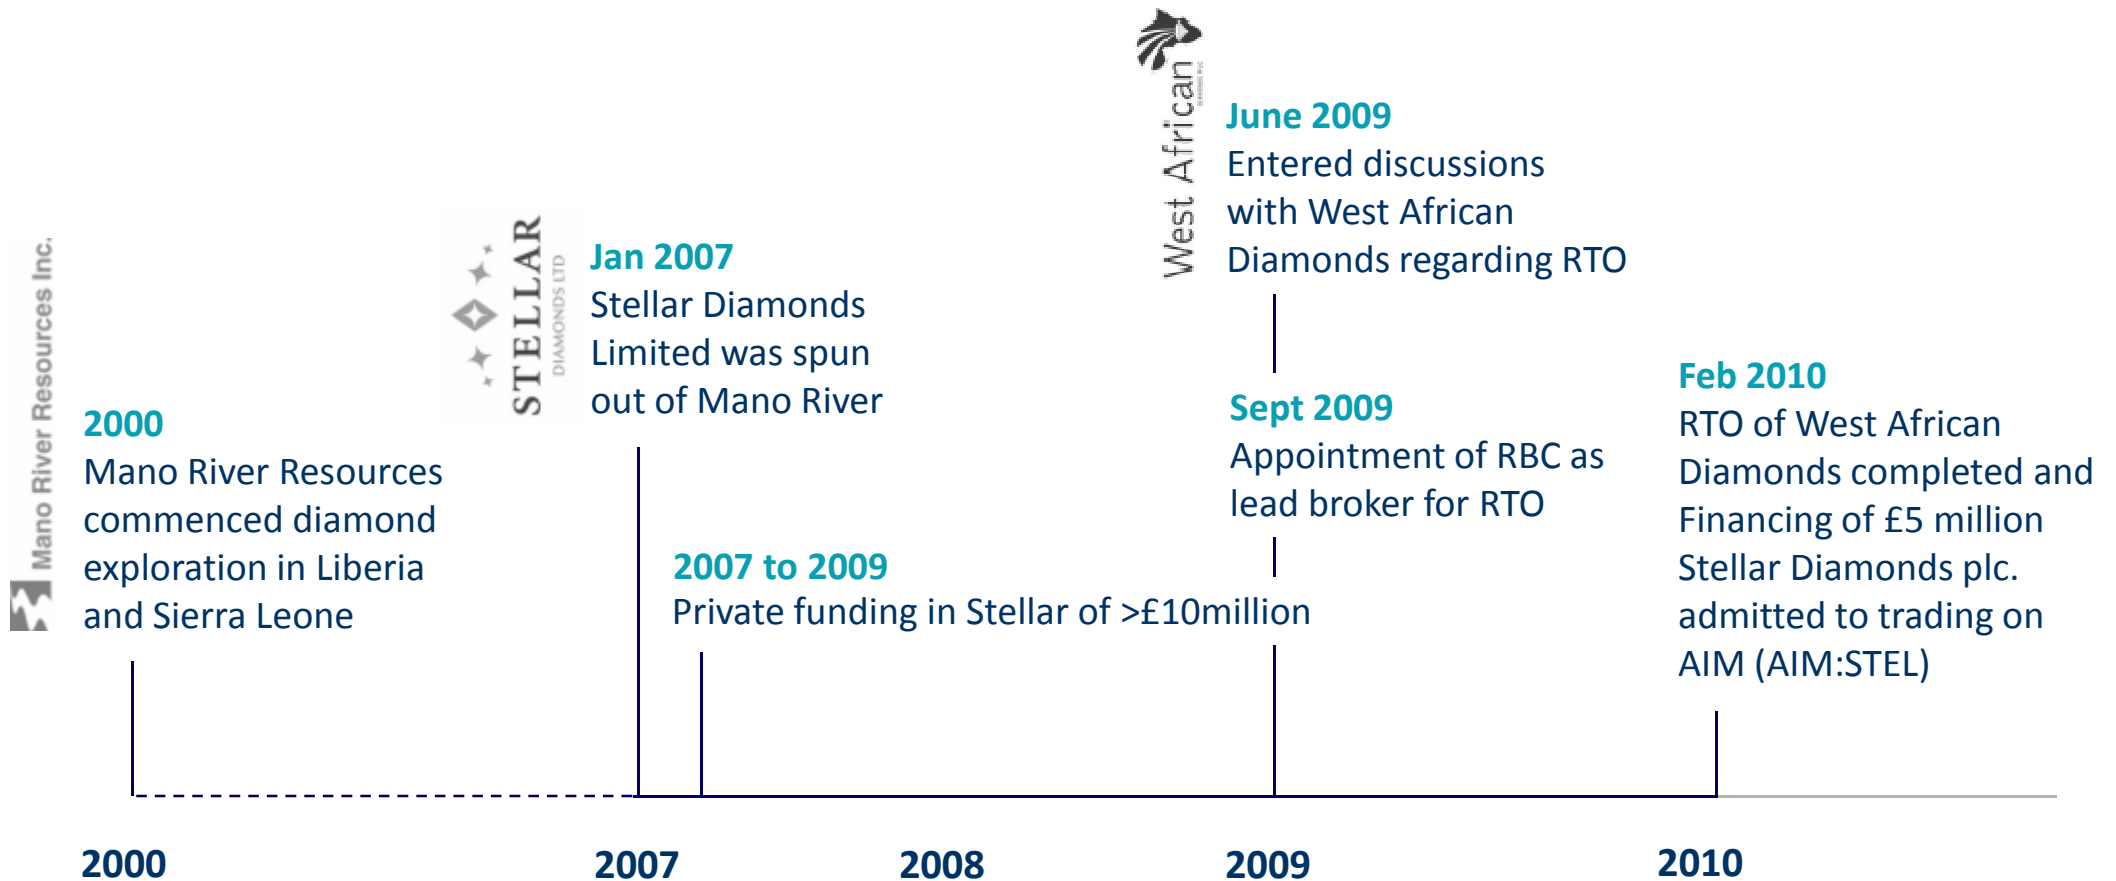 Mano River Resources Inc.
2000
Mano River Resources
commenced diamond
exploration in Liberia
and Sierra Leone
STELLAR
DIAMONDS LTD
Jan 2007
Stellar Diamonds
Limited was spun
out of Mano River
2007 to 2009
Private funding in Stellar of >£10million
West African
June 2009
Entered discussions
with West African
Diamonds regarding RTO
Sept 2009
Appointment of RBC as
lead broker for RTO
Feb 2010
RTO of West African
Diamonds completed and
Financing of £5 million
Stellar Diamonds plc.
admitted to trading on
AIM (AIM:STEL)
2000
2007
2008
2009
2010